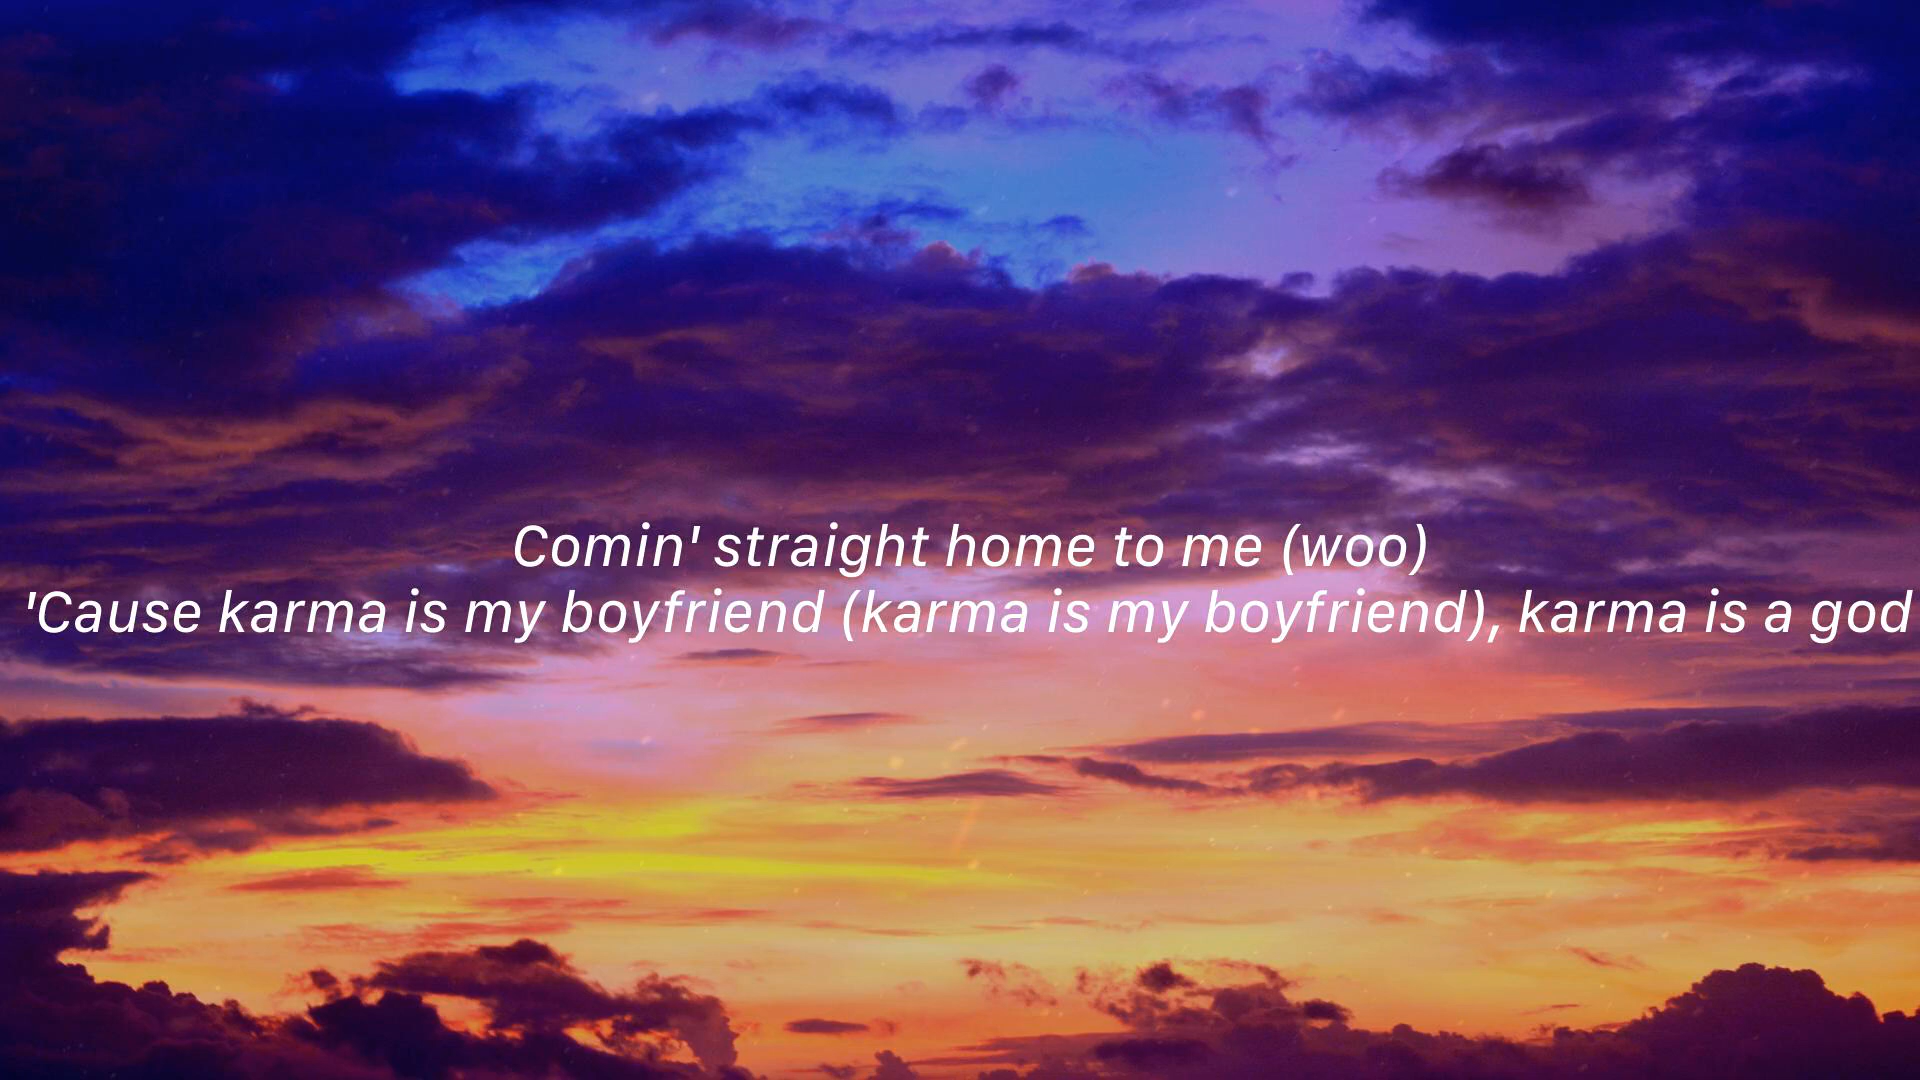 Comin' straight home to me (woo)
'Cause karma is my boyfriend (karma is my boyfriend), karma is a god